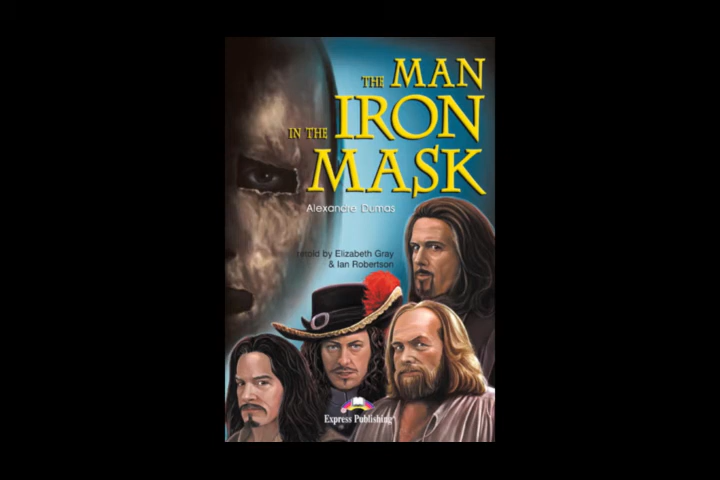 THE MAN
IN THE IRON
MASK
Alexandre Dumas
retold by Elizabeth Gray
& Ian Robertson
Express Publishing